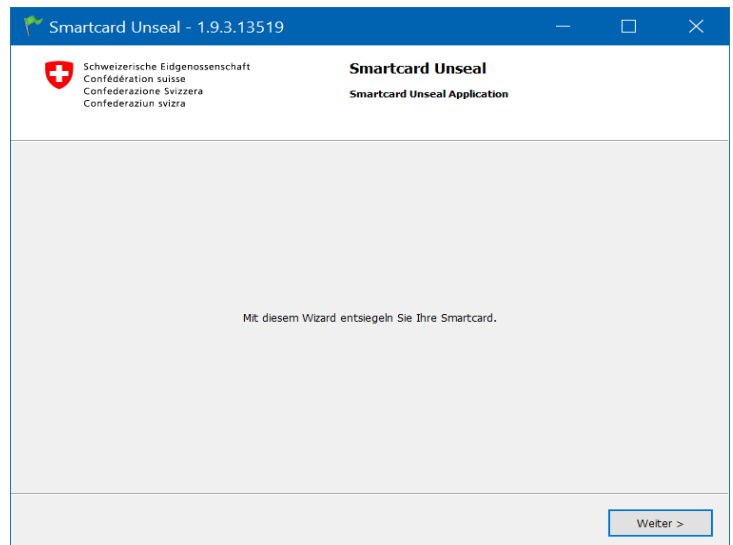 Smartcard Unseal - 1.9.3.13519
Schweizerische Eidgenossenschaft
Confédération suisse
Confederazione Svizzera
Confederaziun svizra
Smartcard Unseal
Smartcard Unseal Application
Mit diesem Wizard entsiegeln Sie Ihre Smartcard.
Weiter >